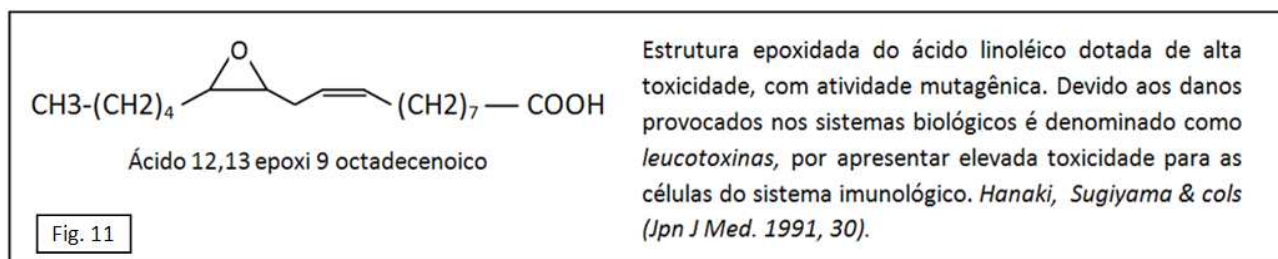 O
CH3-(CH2)4
(CH2)7 — COOH
Ácido 12,13 epoxi 9 octadecenoico
Fig. 11
Estrutura epoxidada do ácido linoléico dotada de alta
toxicidade, com atividade mutagênica. Devido aos danos
provocados nos sistemas biológicos é denominado como
leucotoxinas, por apresentar elevada toxicidade para as
células do sistema imunológico. Hanaki, Sugiyama & cols
(Jpn J Med. 1991, 30).